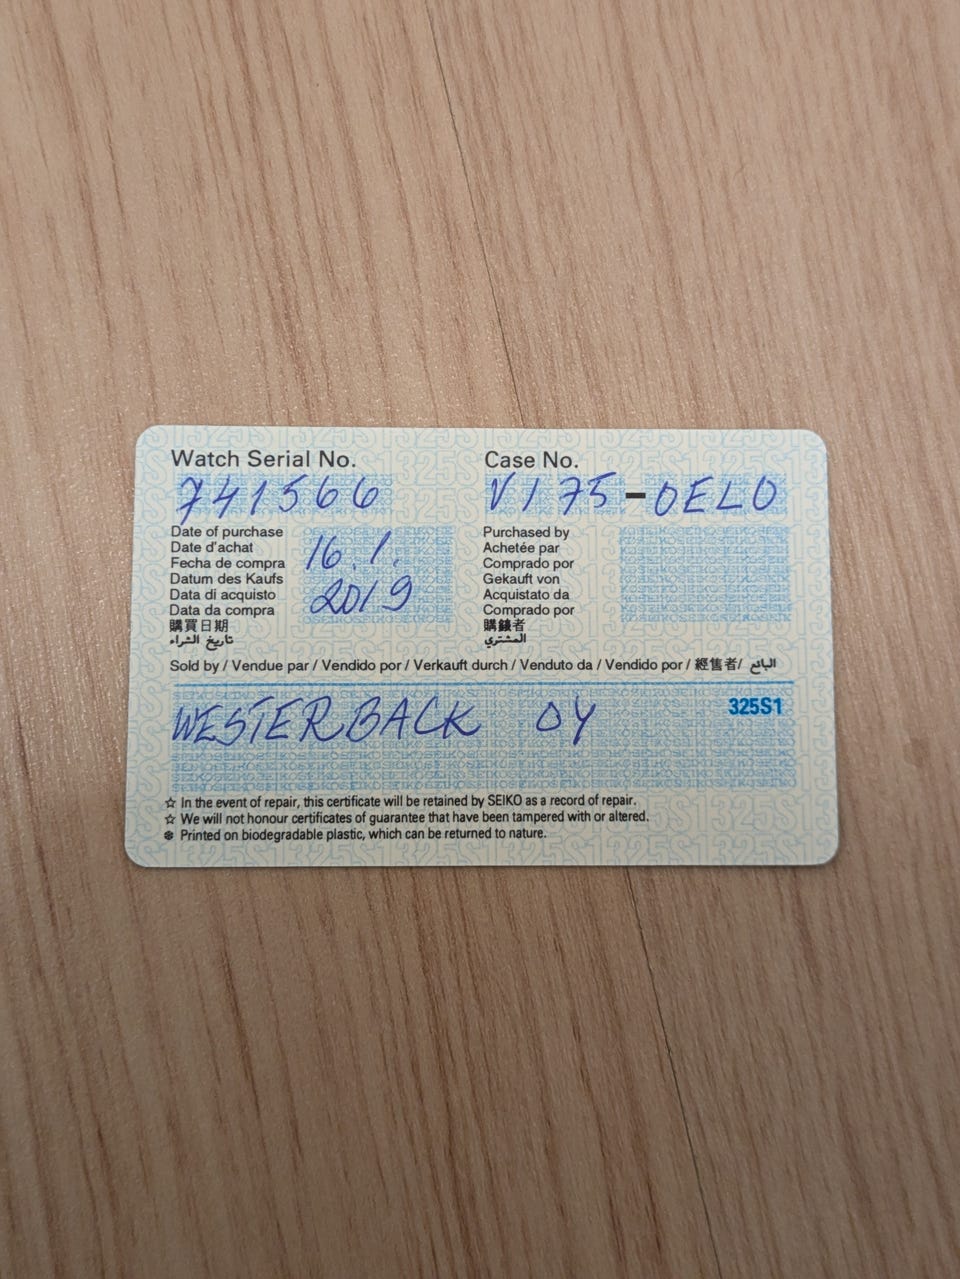 Watch Serial No.
741566
Case No.
V175-0EL0
Date of purchase
Date d'achat
Fecha de compra
Datum des Kaufs
Data di acquisto
Data da compra
購買日期
تاريخ الشراء
16.1.
2019
Purchased by
Achetée par
Comprado por
Gekauft von
Acquistato da
Comprado por
購錶者
المشتري
Sold by / Vendue par / Vendido por / Verkauft durch / Venduto da / Vendido por / 經售者/ البائع
WESTERBACK OY
325S1
☆ In the event of repair, this certificate will be retained by SEIKO as a record of repair.
☆ We will not honour certificates of guarantee that have been tampered with or altered.
❄ Printed on biodegradable plastic, which can be returned to nature.